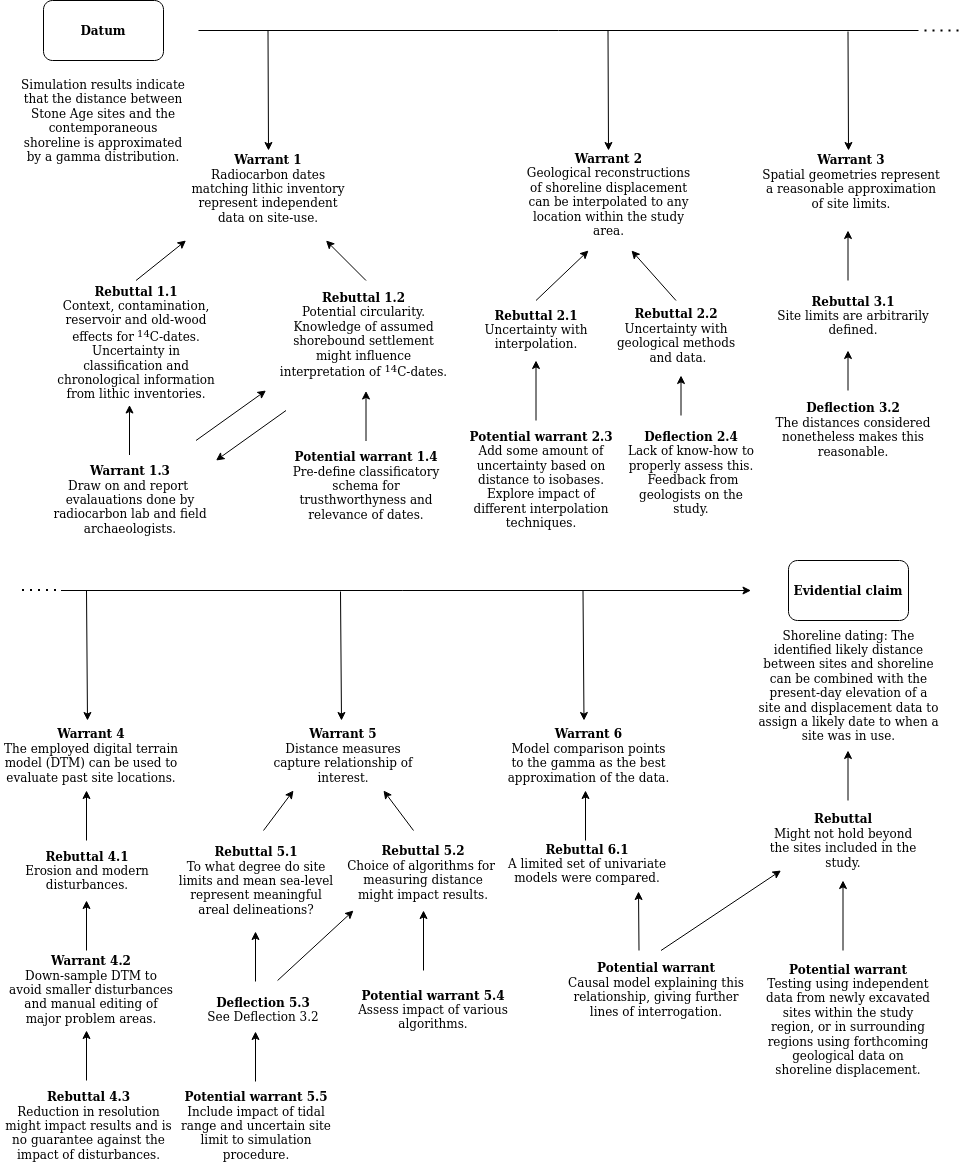 Datum
Simulation results indicate
that the distance between
Stone Age sites and the
contemporaneous
shoreline is approximated
by a gamma distribution.
Warrant 1
Radiocarbon dates
matching lithic inventory
represent independent
data on site-use.
Warrant 2
Geological reconstructions
of shoreline displacement
can be interpolated to any
location within the study
area.
Warrant 3
Spatial geometries represent
a reasonable approximation
of site limits.
Rebuttal 1.1
Context, contamination,
reservoir and old-wood
effects for ¹⁴C-dates.
Uncertainty in
classification and
chronological information
from lithic inventories.
Rebuttal 1.2
Potential circularity.
Knowledge of assumed
shorebound settlement
might influence
interpretation of ¹⁴C-dates.
Rebuttal 2.1
Uncertainty with
interpolation.
Rebuttal 2.2
Uncertainty with
geological methods
and data.
Rebuttal 3.1
Site limits are arbitrarily
defined.
Warrant 1.3
Draw on and report
evalauations done by
radiocarbon lab and field
archaeologists.
Potential warrant 1.4
Pre-define classificatory
schema for
trusthworthyness and
relevance of dates.
Potential warrant 2.3
Add some amount of
uncertainty based on
distance to isobases.
Explore impact of
different interpolation
techniques.
Deflection 2.4
Lack of know-how to
properly assess this.
Feedback from
geologists on the
study.
Deflection 3.2
The distances considered
nonetheless makes this
reasonable.
Evidential claim
Shoreline dating: The
identified likely distance
between sites and shoreline
can be combined with the
present-day elevation of a
site and displacement data to
assign a likely date to when a
site was in use.
Warrant 4
The employed digital terrain
model (DTM) can be used to
evaluate past site locations.
Warrant 5
Distance measures
capture relationship of
interest.
Warrant 6
Model comparison points
to the gamma as the best
approximation of the data.
Rebuttal 4.1
Erosion and modern
disturbances.
Rebuttal 5.1
To what degree do site
limits and mean sea-level
represent meaningful
areal delineations?
Rebuttal 5.2
Choice of algorithms for
measuring distance
might impact results.
Rebuttal 6.1
A limited set of univariate
models were compared.
Rebuttal
Might not hold beyond
the sites included in the
study.
Warrant 4.2
Down-sample DTM to
avoid smaller disturbances
and manual editing of
major problem areas.
Deflection 5.3
See Deflection 3.2
Potential warrant 5.4
Assess impact of various
algorithms.
Potential warrant
Causal model explaining this
relationship, giving further
lines of interrogation.
Potential warrant
Testing using independent
data from newly excavated
sites within the study
region, or in surrounding
regions using forthcoming
geological data on
shoreline displacement.
Rebuttal 4.3
Reduction in resolution
might impact results and is
no guarantee against the
impact of disturbances.
Potential warrant 5.5
Include impact of tidal
range and uncertain site
limit to simulation
procedure.